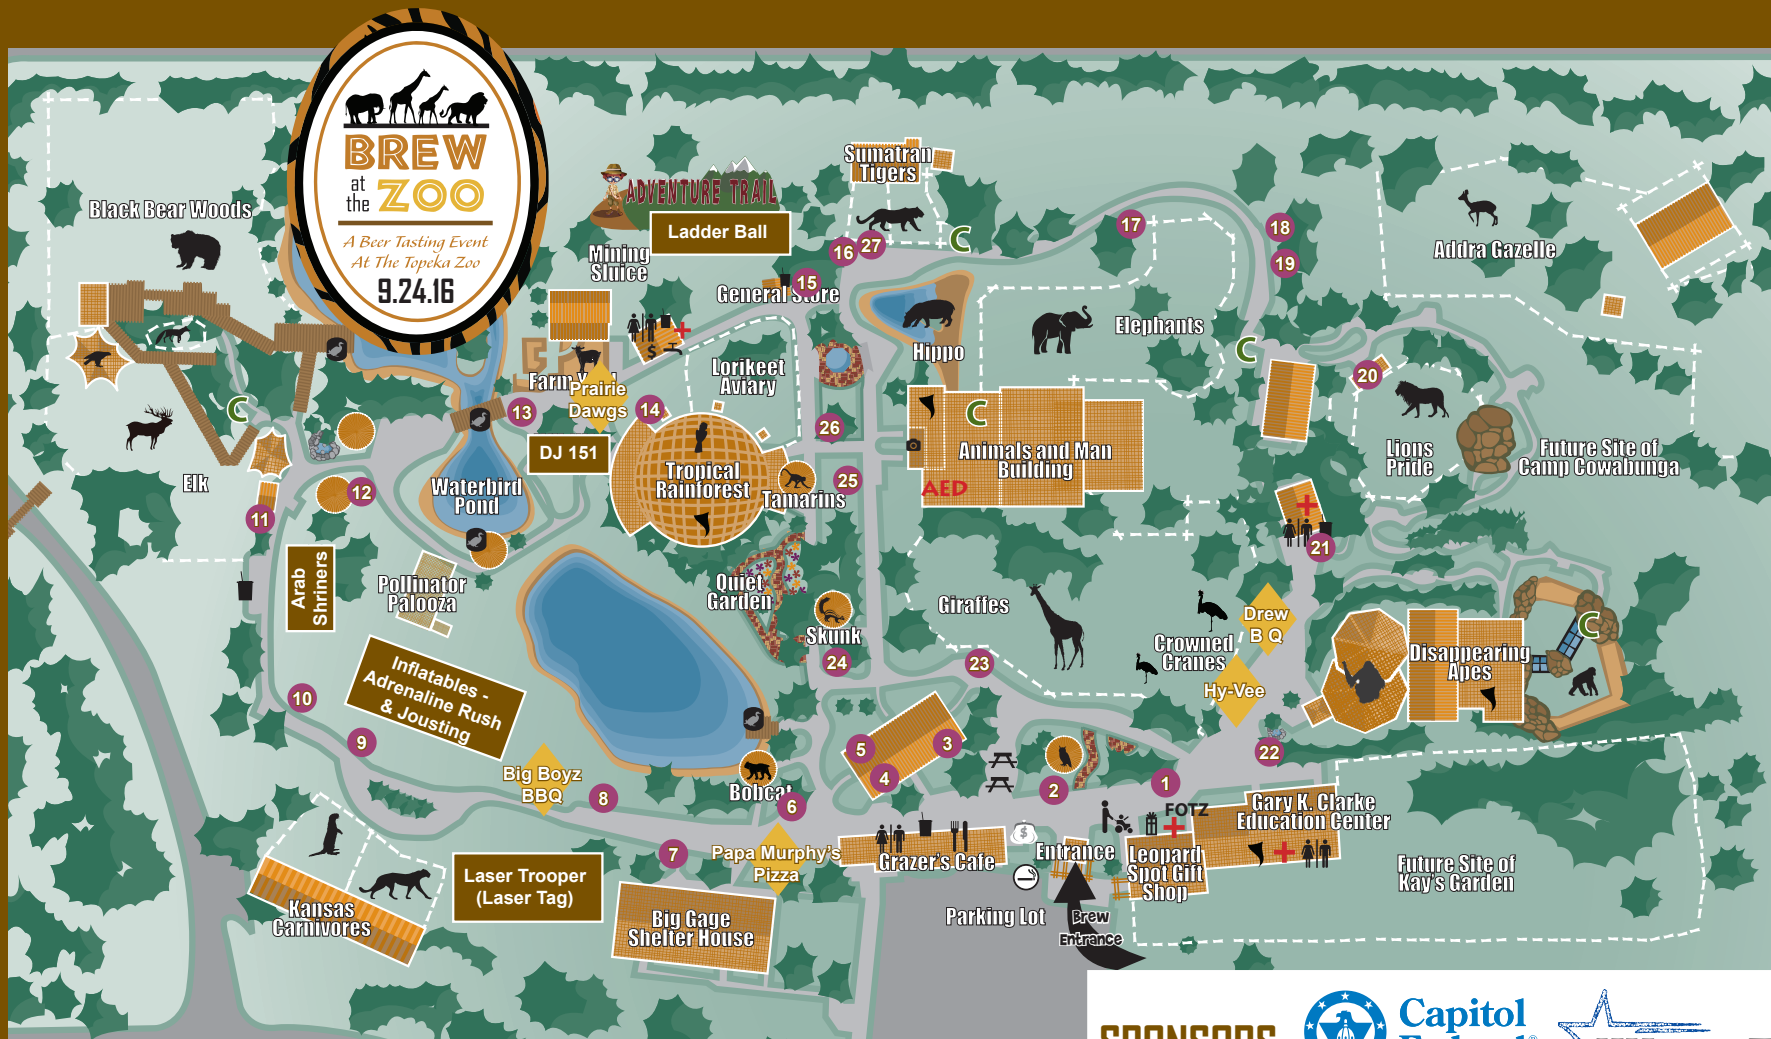 BREW
at
the
ZOO
A Beer Tasting Event
At The Topeka Zoo
9.24.16
Black Bear Woods
ADVENTURE TRAIL
Ladder Ball
Mining
Sluice
Sumatran
Tigers
16
27
C
17
18
19
Addra Gazelle
General Store
15
Hippo
Elephants
C
20
Lions
Pride
Future Site of
Camp Cowabunga
Lorikeet
Aviary
$
Prairie
Dawgs
13
14
DJ 151
26
25
Tropical
Rainforest
Tamarins
C
Animals and Man
Building
AED
C
Elk
11
12
Waterbird
Pond
Arab
Shriners
Pollinator
Palooza
Quiet
Garden
Skunk
24
Giraffes
23
21
Drew
B Q
Crowned
Cranes
Hy-Vee
C
Disappearing
Apes
22
Inflatables -
Adrenaline Rush
& Jousting
10
9
Big Boyz
BBQ
8
Bobcat
6
5
4
3
2
1
FOTZ
7
Papa Murphy's
Pizza
Grazer's Cafe
$
Entrance
Leopard
Spot Gift
Shop
Gary K. Clarke
Education Center
Future Site of
Kay's Garden
Kansas
Carnivores
Laser Trooper
(Laser Tag)
Big Gage
Shelter House
Parking Lot
Brew
Entrance
SPONSORS
Capitol
Federal®